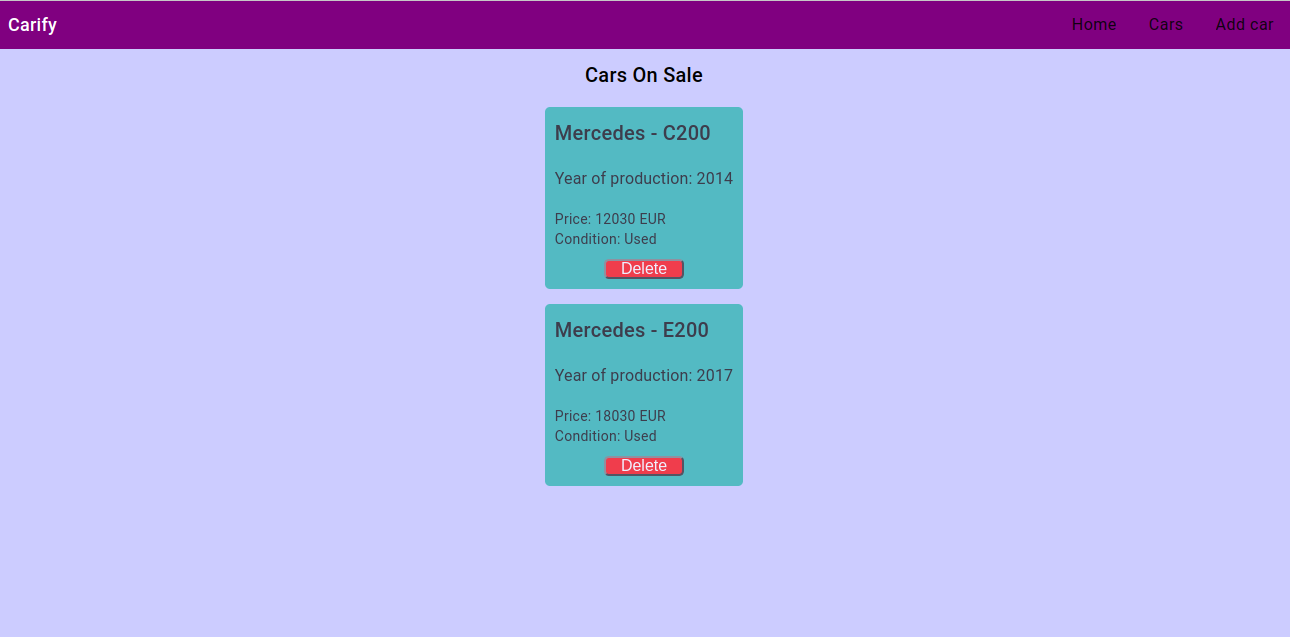 Carify Home Cars Add car
Cars On Sale
Mercedes - C200
Year of production: 2014
Price: 12030 EUR
Condition: Used
Delete
Mercedes - E200
Year of production: 2017
Price: 18030 EUR
Condition: Used
Delete